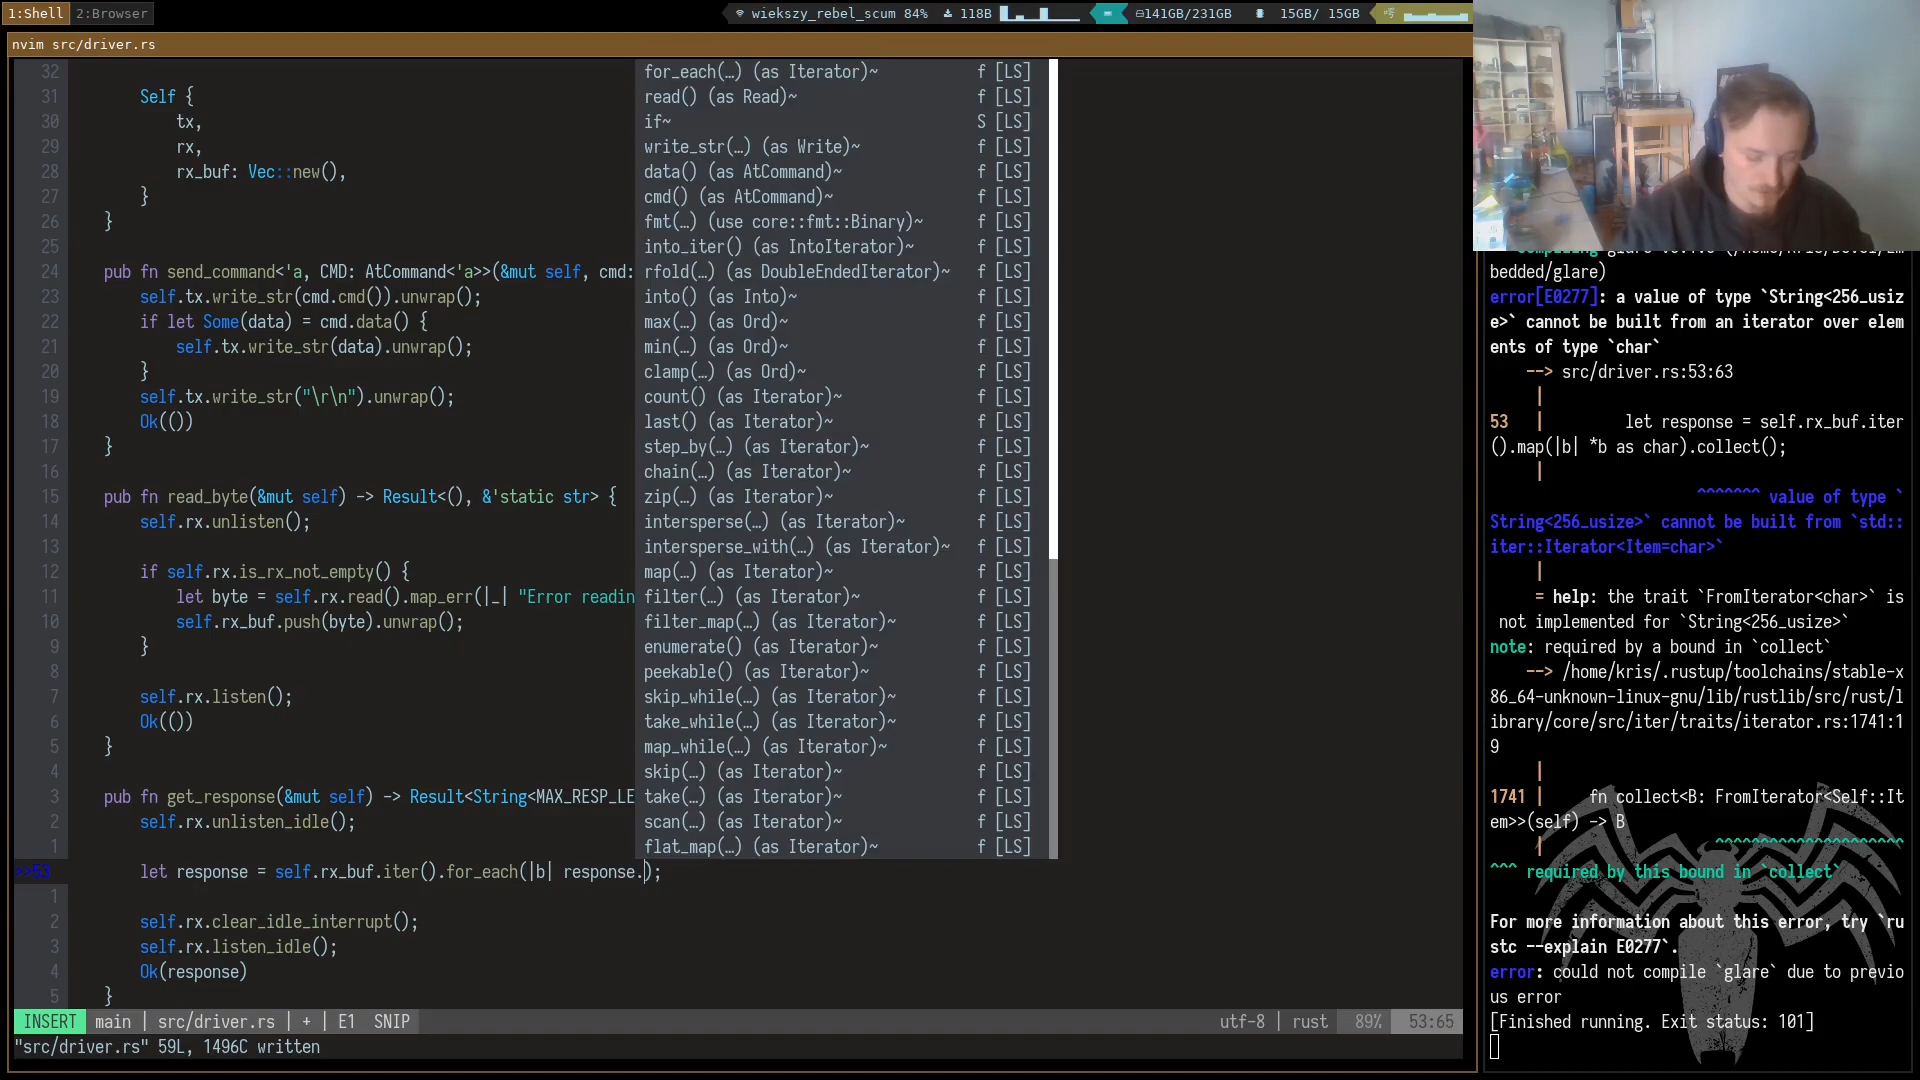 1:Shell 2:Browser
wiekszy_rebel_scum 84% 118B 141GB/231GB 15GB/ 15GB
nvim src/driver.rs
32
31 Self {
30 tx,
29 rx,
28 rx_buf: Vec::new(),
27 }
26 }
25
24 pub fn send_command<'a, CMD: AtCommand<'a>>(&mut self, cmd:
23 self.tx.write_str(cmd.cmd()).unwrap();
22 if let Some(data) = cmd.data() {
21 self.tx.write_str(data).unwrap();
20 }
19 self.tx.write_str("\r\n").unwrap();
18 Ok(())
17 }
16
15 pub fn read_byte(&mut self) -> Result<(), &'static str> {
14 self.rx.unlisten();
13
12 if self.rx.is_rx_not_empty() {
11 let byte = self.rx.read().map_err(|_| "Error readin
10 self.rx_buf.push(byte).unwrap();
9 }
8
7 self.rx.listen();
6 Ok(())
5 }
4
3 pub fn get_response(&mut self) -> Result<String<MAX_RESP_LE
2 self.rx.unlisten_idle();
1
>>53 let response = self.rx_buf.iter().for_each(|b| response.);
1
2 self.rx.clear_idle_interrupt();
3 self.rx.listen_idle();
4 Ok(response)
5 }
for_each(…) (as Iterator)~ f [LS]
read() (as Read)~ f [LS]
if~ S [LS]
write_str(…) (as Write)~ f [LS]
data() (as AtCommand)~ f [LS]
cmd() (as AtCommand)~ f [LS]
fmt(…) (use core::fmt::Binary)~ f [LS]
into_iter() (as IntoIterator)~ f [LS]
rfold(…) (as DoubleEndedIterator)~ f [LS]
into() (as Into)~ f [LS]
max(…) (as Ord)~ f [LS]
min(…) (as Ord)~ f [LS]
clamp(…) (as Ord)~ f [LS]
count() (as Iterator)~ f [LS]
last() (as Iterator)~ f [LS]
step_by(…) (as Iterator)~ f [LS]
chain(…) (as Iterator)~ f [LS]
zip(…) (as Iterator)~ f [LS]
intersperse(…) (as Iterator)~ f [LS]
intersperse_with(…) (as Iterator)~ f [LS]
map(…) (as Iterator)~ f [LS]
filter(…) (as Iterator)~ f [LS]
filter_map(…) (as Iterator)~ f [LS]
enumerate() (as Iterator)~ f [LS]
peekable() (as Iterator)~ f [LS]
skip_while(…) (as Iterator)~ f [LS]
take_while(…) (as Iterator)~ f [LS]
map_while(…) (as Iterator)~ f [LS]
skip(…) (as Iterator)~ f [LS]
take(…) (as Iterator)~ f [LS]
scan(…) (as Iterator)~ f [LS]
flat_map(…) (as Iterator)~ f [LS]
INSERT main | src/driver.rs | + | E1 SNIP utf-8 | rust 89% 53:65
"src/driver.rs" 59L, 1496C written
bedded/glare)
error[E0277]: a value of type `String<256_usiz
e>` cannot be built from an iterator over elem
ents of type `char`
--> src/driver.rs:53:63
|
53 | let response = self.rx_buf.iter
().map(|b| *b as char).collect();
|
^^^^^^^ value of type `
String<256_usize>` cannot be built from `std::
iter::Iterator<Item=char>`
|
= help: the trait `FromIterator<char>` is
not implemented for `String<256_usize>`
note: required by a bound in `collect`
--> /home/kris/.rustup/toolchains/stable-x
86_64-unknown-linux-gnu/lib/rustlib/src/rust/l
ibrary/core/src/iter/traits/iterator.rs:1741:1
9
|
1741 | fn collect<B: FromIterator<Self::It
em>>(self) -> B
| ^^^^^^^^^^^^^^^^^^^^^
^^^ required by this bound in `collect`
For more information about this error, try `ru
stc --explain E0277`.
error: could not compile `glare` due to previo
us error
[Finished running. Exit status: 101]